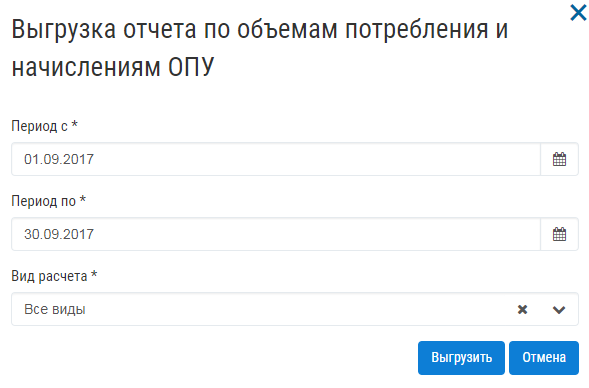 Выгрузка отчета по объемам потребления и
начислениям ОПУ
Период с *
01.09.2017
Период по *
30.09.2017
Вид расчета *
Все виды
Выгрузить Отмена